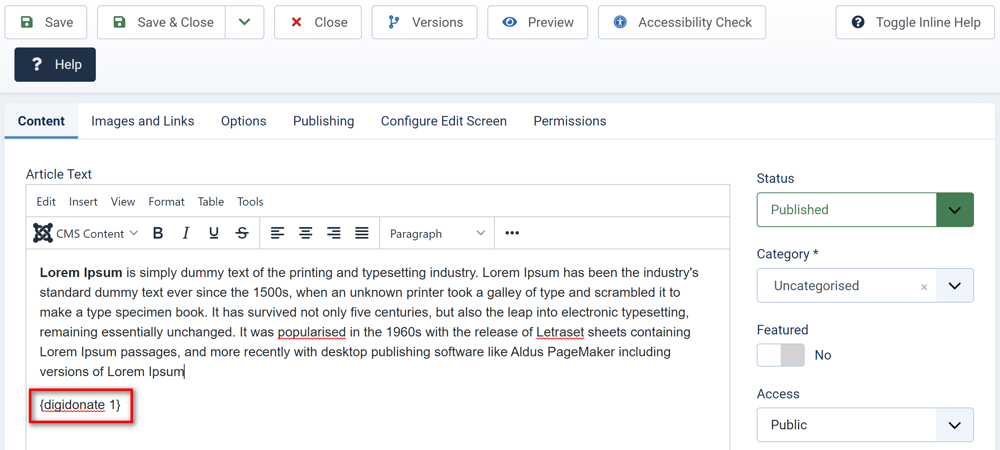 Save
Save & Close
Close
Versions
Preview
Accessibility Check
Toggle Inline Help
Help
Content
Images and Links
Options
Publishing
Configure Edit Screen
Permissions
Article Text
Edit Insert View Format Table Tools
CMS Content B I U S Paragraph
Lorem Ipsum is simply dummy text of the printing and typesetting industry. Lorem Ipsum has been the industry's
standard dummy text ever since the 1500s, when an unknown printer took a galley of type and scrambled it to
make a type specimen book. It has survived not only five centuries, but also the leap into electronic typesetting,
remaining essentially unchanged. It was popularised in the 1960s with the release of Letraset sheets containing
Lorem Ipsum passages, and more recently with desktop publishing software like Aldus PageMaker including
versions of Lorem Ipsum
{digidonate 1}
Status
Published
Category *
Uncategorised
Featured
No
Access
Public